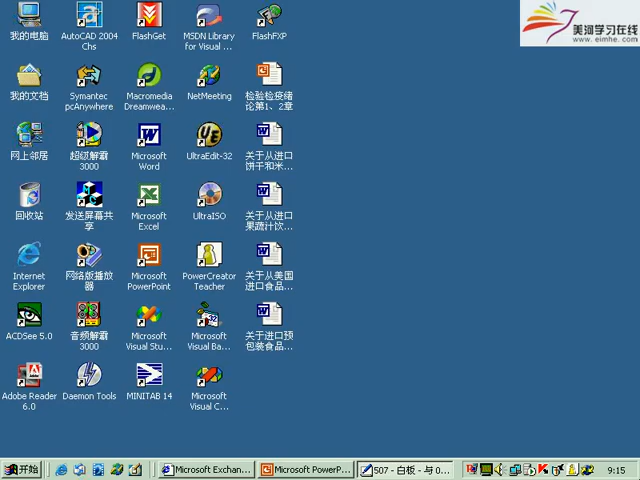 美河学习在线
www.eimhe.com
我的电脑
AutoCAD 2004
Chs
FlashGet
MSDN Library
for Visual ...
FlashFXP
我的文档
Symantec
pcAnywhere
Macromedia
Dreamweav...
NetMeeting
检验检疫绪
论第1、2章
网上邻居
超级解霸
3000
Microsoft
Word
UltraEdit-32
关于从进口
饼干和米...
回收站
发送屏幕共
享
Microsoft
Excel
UltraISO
关于从进口
果蔬汁饮...
Internet
Explorer
网络版播放
器
Microsoft
PowerPoint
PowerCreator
Teacher
关于从美国
进口食品...
ACDSee 5.0
音频解霸
3000
Microsoft
Visual Stu...
Microsoft
Visual Ba...
关于进口预
包装食品...
Adobe Reader
6.0
Daemon Tools
MINITAB 14
Microsoft
Visual C...
开始
Microsoft Exchan...
Microsoft PowerP...
507 - 白板 - 与 0...
9:15